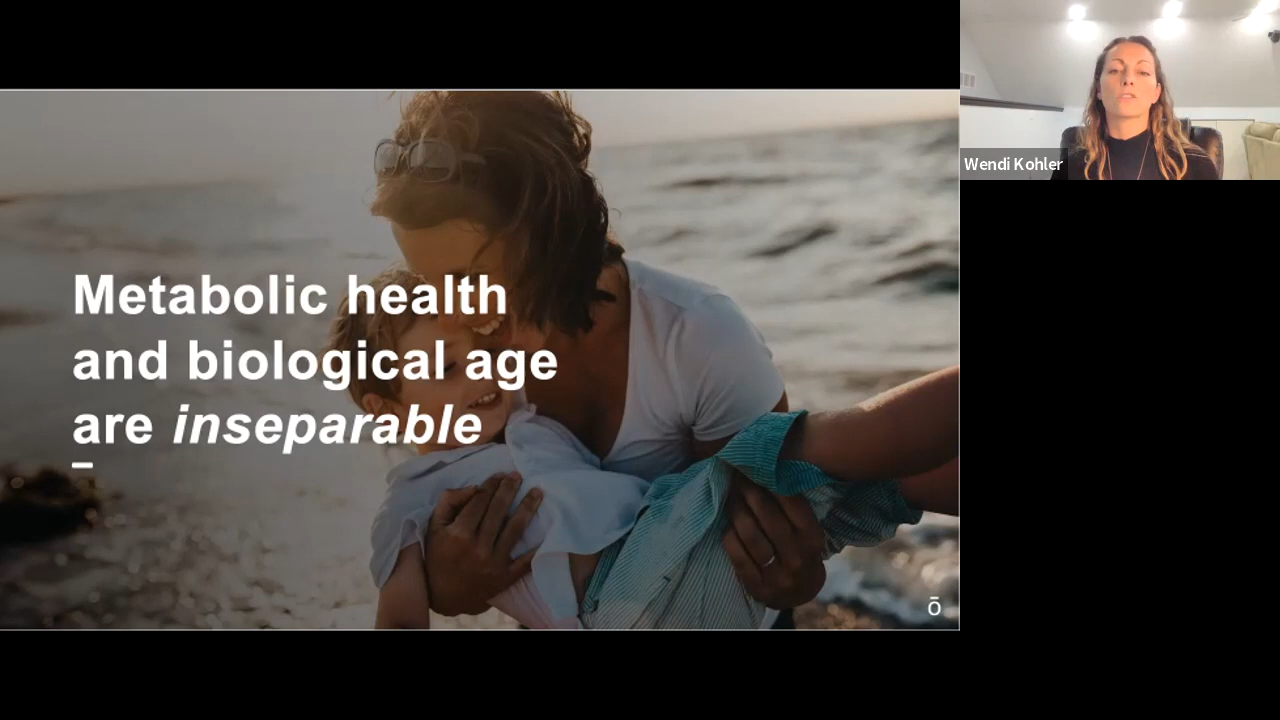 Metabolic health
and biological age
are inseparable
ō
Wendi Kohler